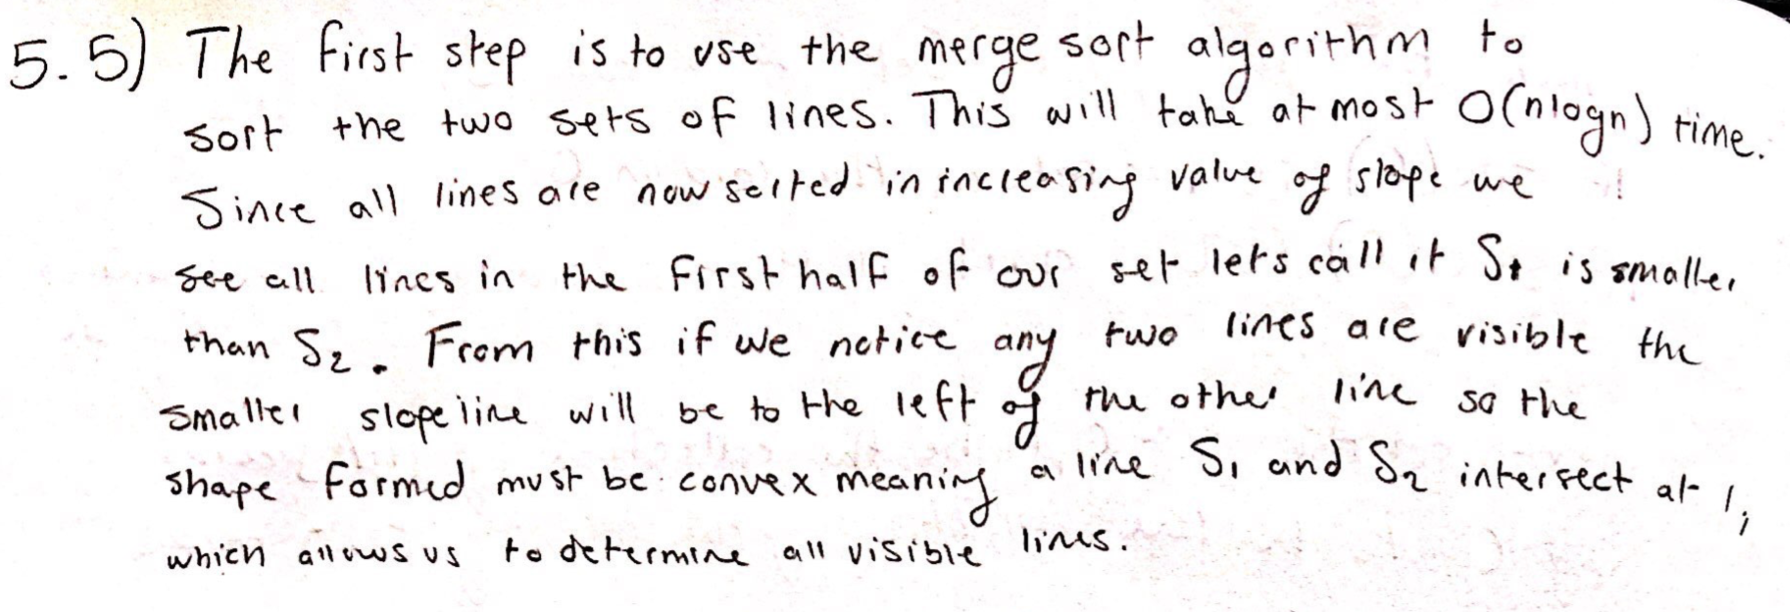 5.5) The first step is to use the merge sort algorithm to
sort the two sets of lines. This will take at most O(nlogn) time.
Since all lines are now sorted in increasing value of slope we
see all lines in the first half of our set lets call it S1 is smaller
than S2. From this if we notice any two lines are visible the
smaller slope line will be to the left of the other line so the
shape formed must be convex meaning a line S1 and S2 intersect at 1,
which allows us to determine all visible lines.